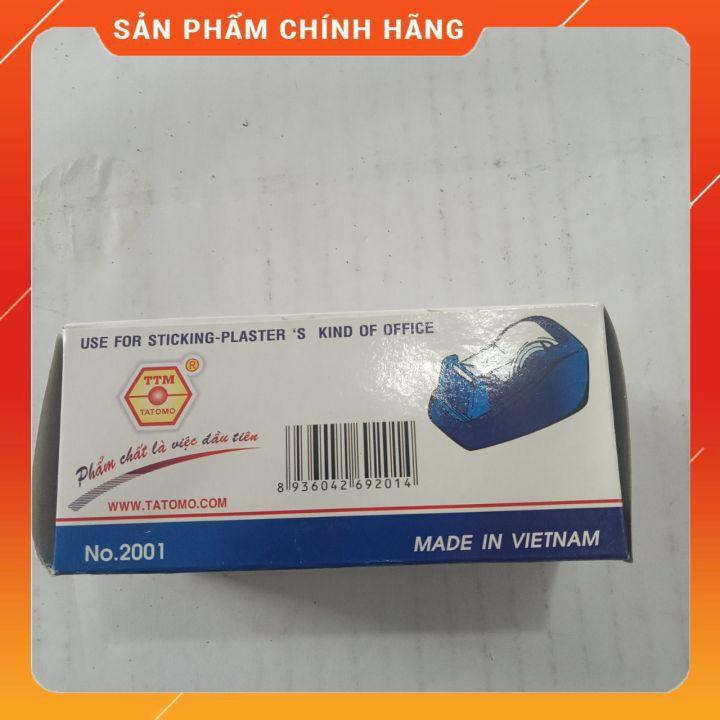 SẢN PHẨM CHÍNH HÃNG
USE FOR STICKING-PLASTER 'S KIND OF OFFICE
TTM
®
TATOMO
Phẩm chất là việc đầu tiên
8 936042 692014
WWW.TATOMO.COM
No.2001
MADE IN VIETNAM